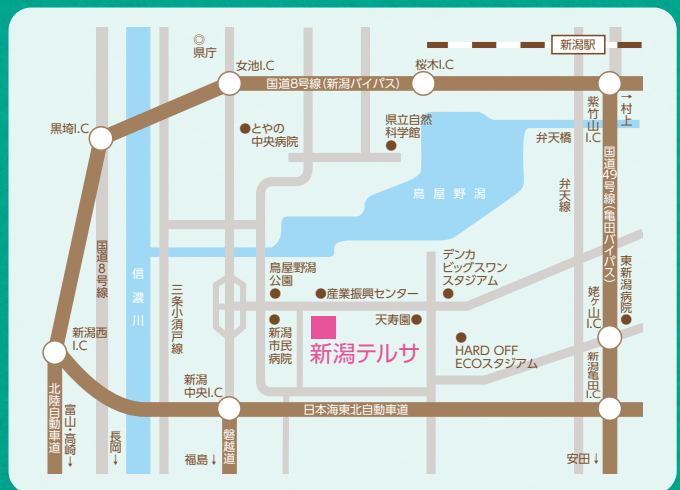 ◎
県庁
新潟駅
女池I.C
桜木I.C
国道8号線(新潟バイパス)
黒埼I.C
●とやの
中央病院
県立自然
科学館
●
紫竹山I.C
→村上
弁天橋
弁天線
国道49号線(亀田バイパス)
鳥屋野潟
国道8号線
信濃川
三条小須戸線
鳥屋野潟
公園
●
●産業振興センター
デンカ
ビッグスワン
スタジアム
●
東新潟病院●
姥ヶ山I.C
天寿園●
●
新潟
市民
病院
新潟テルサ
●
HARD OFF
ECOスタジアム
新潟西
I.C
新潟亀田I.C
新潟
中央I.C
日本海東北自動車道
北陸自動車道
富山・高崎→
長岡→
福島↓
磐越道
安田↓